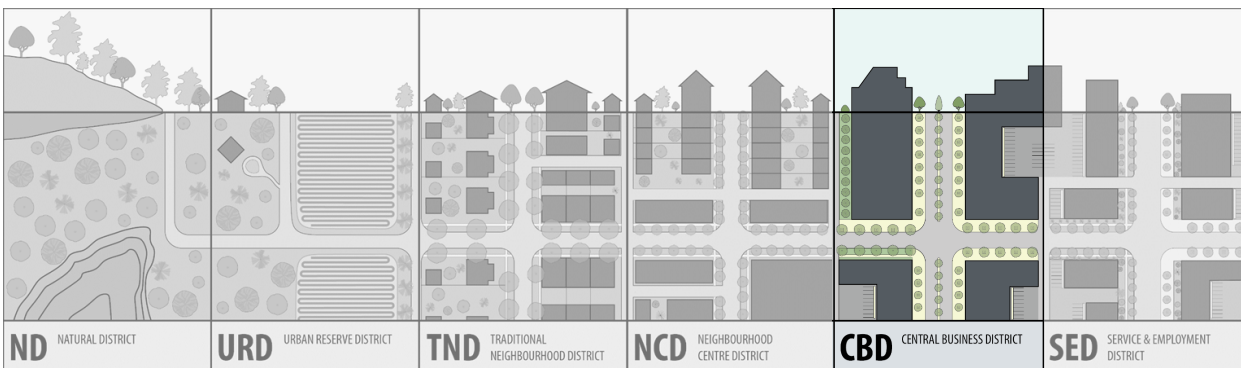 ND NATURAL DISTRICT
URD URBAN RESERVE DISTRICT
TND TRADITIONAL
NEIGHBOURHOOD DISTRICT
NCD NEIGHBOURHOOD
CENTRE DISTRICT
CBD CENTRAL BUSINESS DISTRICT
SED SERVICE & EMPLOYMENT
DISTRICT